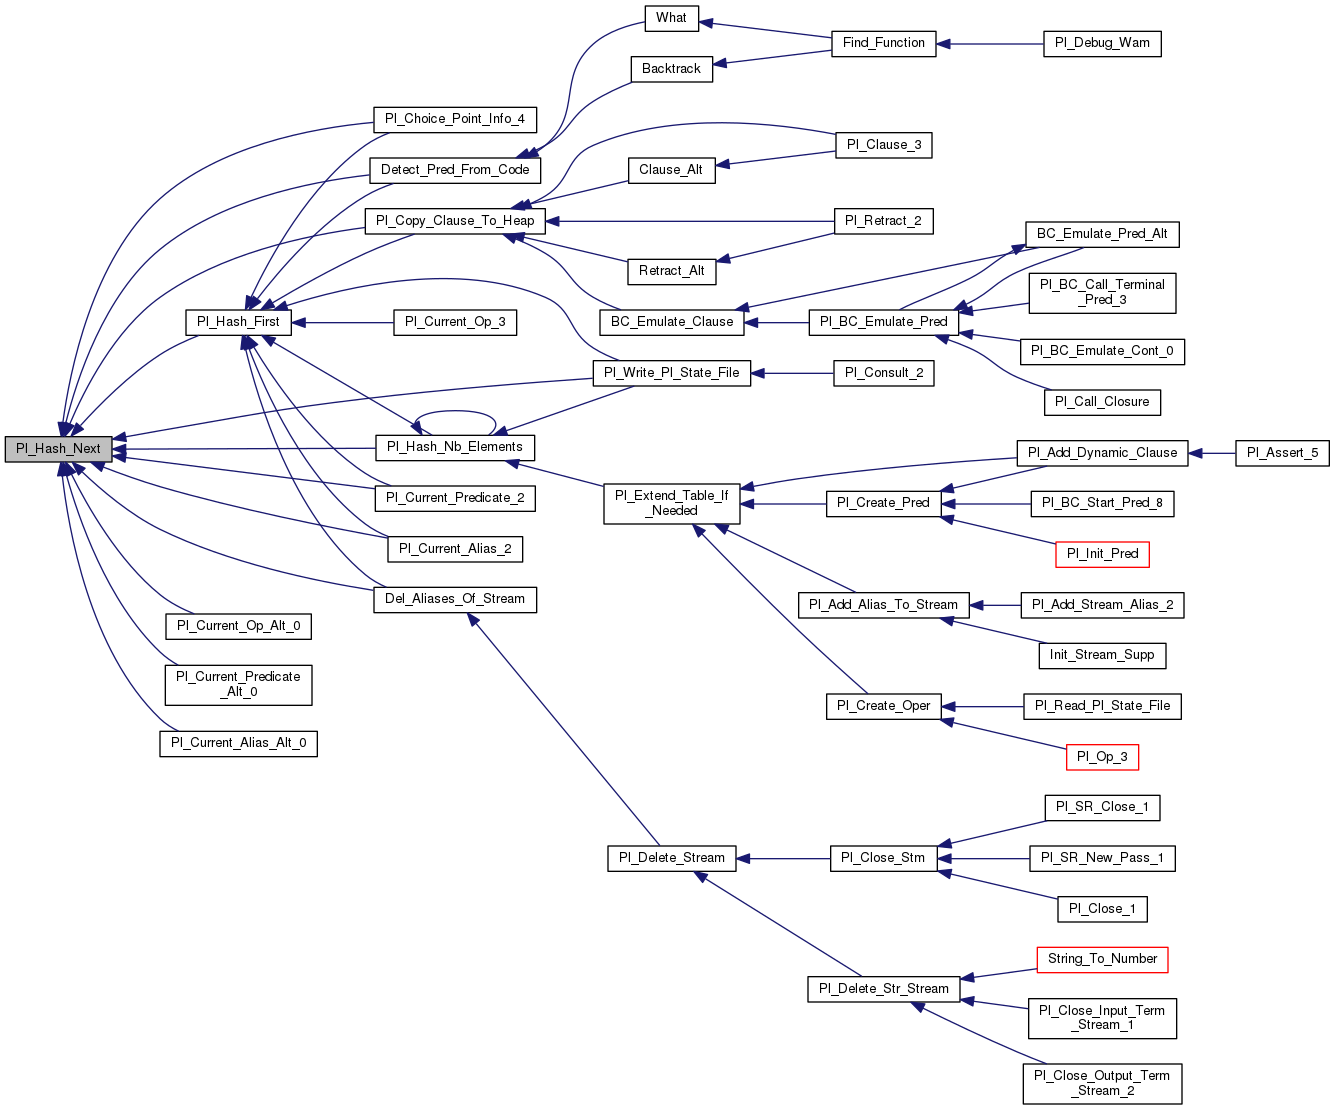 What
Find_Function
Pl_Debug_Wam
Backtrack
Pl_Choice_Point_Info_4
Detect_Pred_From_Code
Pl_Clause_3
Clause_Alt
Pl_Copy_Clause_To_Heap
Pl_Retract_2
Retract_Alt
BC_Emulate_Pred_Alt
Pl_BC_Call_Terminal
_Pred_3
Pl_Hash_First
Pl_Current_Op_3
BC_Emulate_Clause
Pl_BC_Emulate_Pred
Pl_BC_Emulate_Cont_0
Pl_Write_Pl_State_File
Pl_Consult_2
Pl_Call_Closure
Pl_Hash_Next
Pl_Hash_Nb_Elements
Pl_Add_Dynamic_Clause
Pl_Assert_5
Pl_Current_Predicate_2
Pl_Extend_Table_If
_Needed
Pl_Create_Pred
Pl_BC_Start_Pred_8
Pl_Current_Alias_2
Pl_Init_Pred
Del_Aliases_Of_Stream
Pl_Add_Alias_To_Stream
Pl_Add_Stream_Alias_2
Pl_Current_Op_Alt_0
Init_Stream_Supp
Pl_Current_Predicate
_Alt_0
Pl_Create_Oper
Pl_Read_Pl_State_File
Pl_Current_Alias_Alt_0
Pl_Op_3
Pl_SR_Close_1
Pl_Delete_Stream
Pl_Close_Stm
Pl_SR_New_Pass_1
Pl_Close_1
String_To_Number
Pl_Delete_Str_Stream
Pl_Close_Input_Term
_Stream_1
Pl_Close_Output_Term
_Stream_2